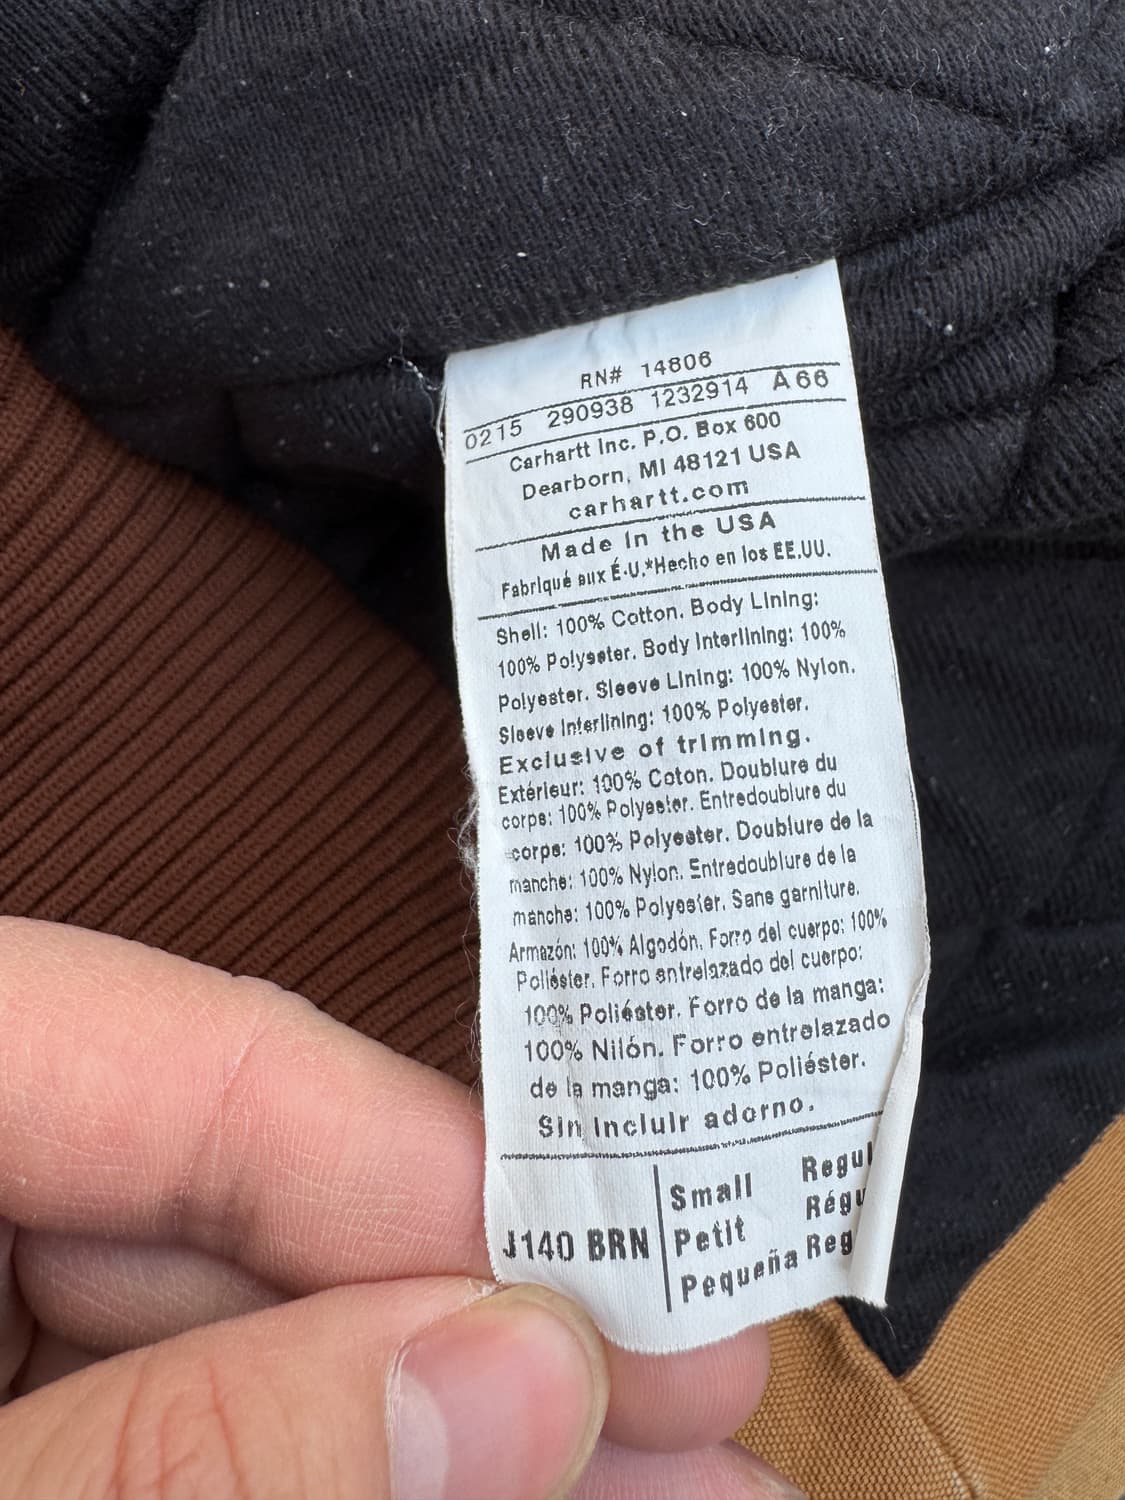 RN# 14806
0215 290938 1232914 A66
Carhartt Inc. P.O. Box 600
Dearborn, MI 48121 USA
carhartt.com
Made in the USA
Fabriqué aux É.U.*Hecho en los EE.UU.
Shell: 100% Cotton. Body Lining:
100% Polyester. Body Interlining: 100%
Polyester. Sleeve Lining: 100% Nylon.
Sleeve Interlining: 100% Polyester.
Exclusive of trimming.
Extérieur: 100% Coton. Doublure du
corps: 100% Polyester. Entredoublure du
corps: 100% Polyester. Doublure de la
manche: 100% Nylon. Entredoublure de la
manche: 100% Polyester. Sans garniture.
Armazón: 100% Algodón. Forro del cuerpo: 100%
Poliéster. Forro entrelazado del cuerpo:
100% Poliéster. Forro de la manga:
100% Nilón. Forro entrelazado
de la manga: 100% Poliéster.
Sin incluir adorno.
J140 BRN
Small Regul
Petit Régu
Pequeña Reg